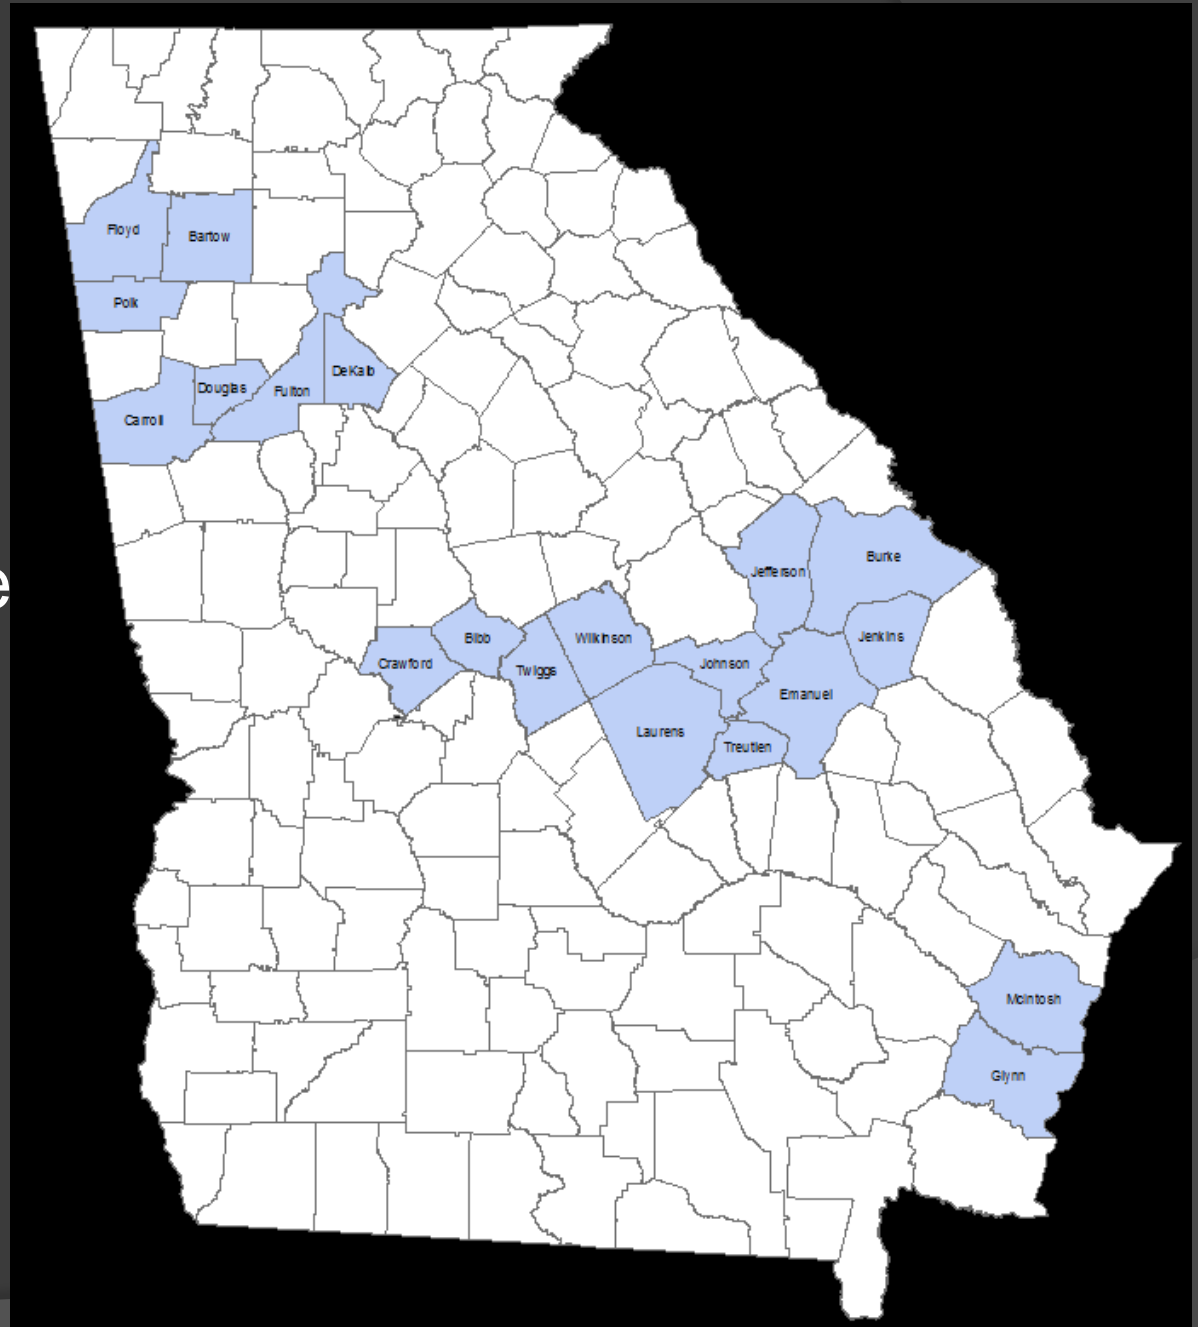 Floyd
Bartow
Polk
DeKalb
Douglas
Fulton
Carroll
e
Burke
Jefferson
Jenkins
Bibb
Wilkinson
Crawford
Johnson
Twiggs
Emanuel
Laurens
Treutlen
McIntosh
Glynn